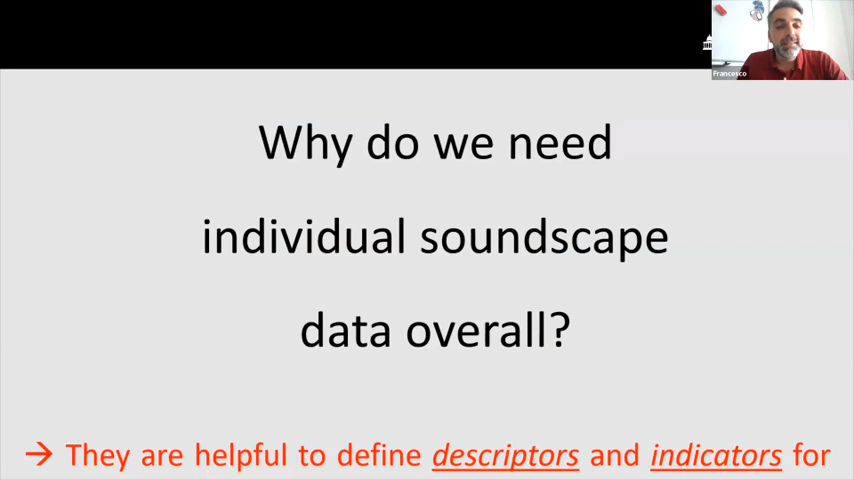 Francesco
Why do we need
individual soundscape
data overall?
→ They are helpful to define descriptors and indicators for